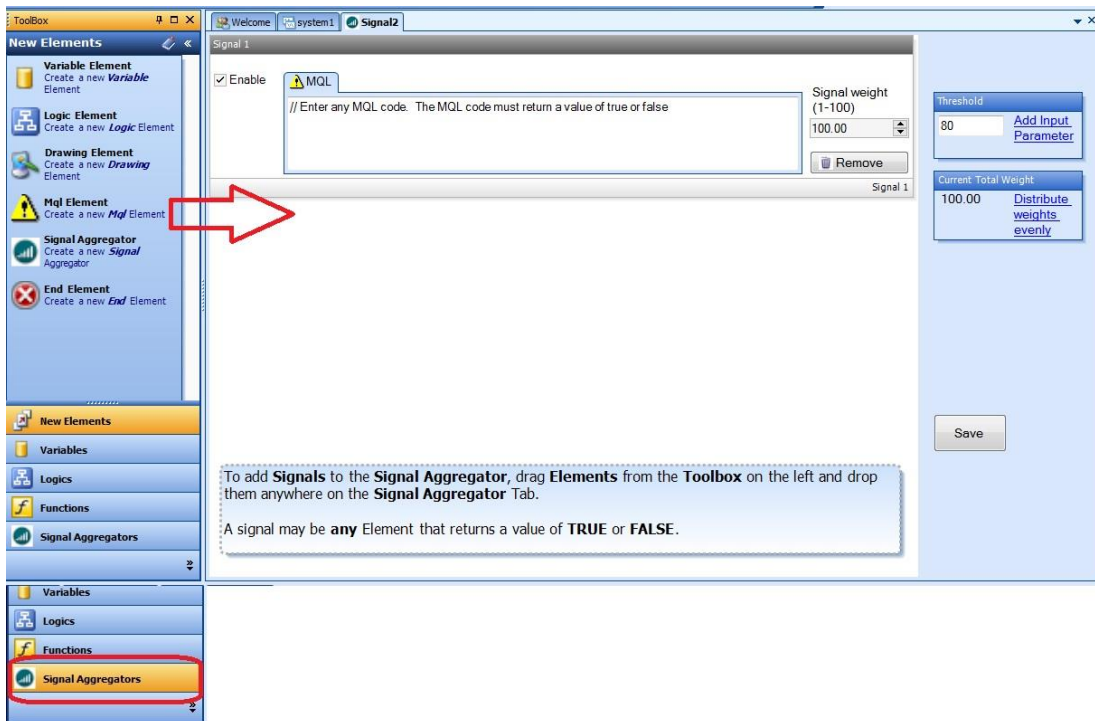 ToolBox
New Elements
Variable Element
Create a new Variable
Element
Logic Element
Create a new Logic Element
Drawing Element
Create a new Drawing
Element
Mql Element
Create a new Mql Element
Signal Aggregator
Create a new Signal
Aggregator
End Element
Create a new End Element
New Elements
Variables
Logics
Functions
Signal Aggregators
Welcome
system1
Signal2
Signal 1
Enable
MQL
// Enter any MQL code. The MQL code must return a value of true or false
Signal weight
(1-100)
100.00
Remove
Signal 1
Threshold
80
Add Input
Parameter
Current Total Weight
100.00
Distribute
weights
evenly
Save
To add Signals to the Signal Aggregator, drag Elements from the Toolbox on the left and drop
them anywhere on the Signal Aggregator Tab.
A signal may be any Element that returns a value of TRUE or FALSE.
Variables
Logics
Functions
Signal Aggregators